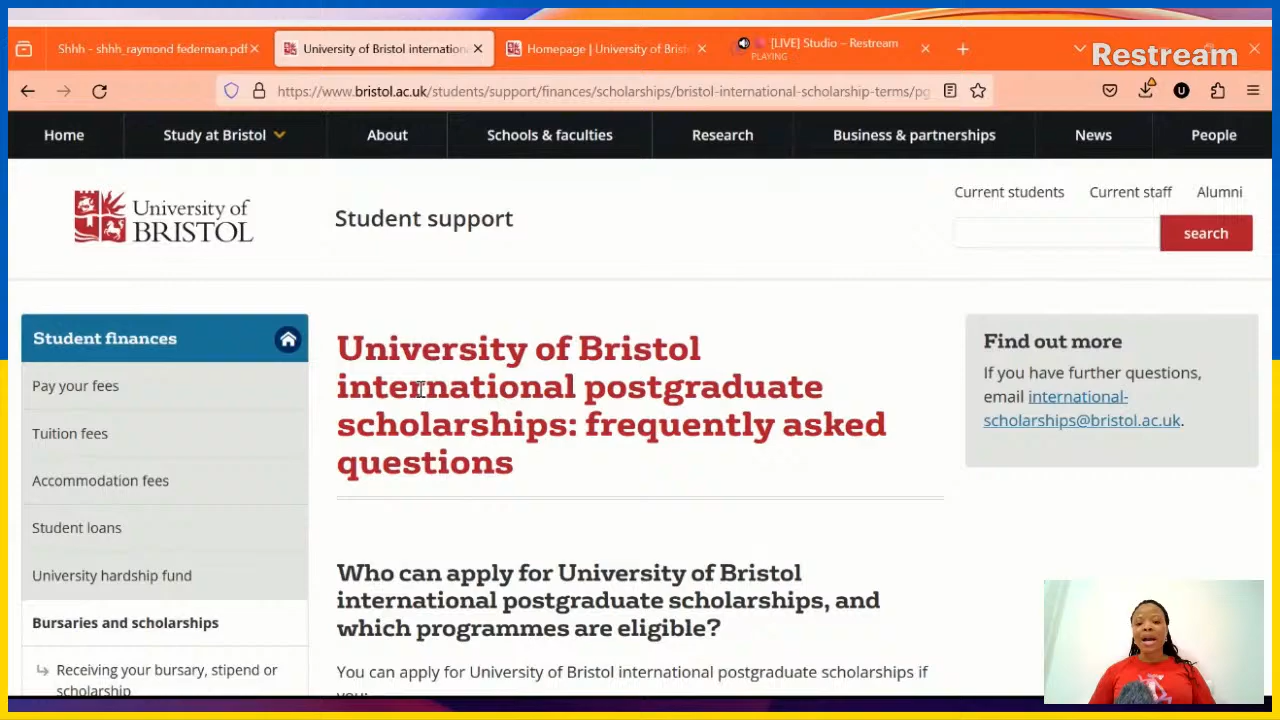 Shhh - shhh_raymond federman.pdf
University of Bristol internation
Homepage | University of Brist
[LIVE] Studio – Restream
PLAYING
Restream
https://www.bristol.ac.uk/students/support/finances/scholarships/bristol-international-scholarship-terms/pg
U
Home
Study at Bristol
About
Schools & faculties
Research
Business & partnerships
News
People
University of
BRISTOL
Student support
Current students
Current staff
Alumni
search
Student finances
Pay your fees
Tuition fees
Accommodation fees
Student loans
University hardship fund
Bursaries and scholarships
Receiving your bursary, stipend or
scholarship
University of Bristol
international postgraduate
scholarships: frequently asked
questions
Who can apply for University of Bristol
international postgraduate scholarships, and
which programmes are eligible?
You can apply for University of Bristol international postgraduate scholarships if
you:
Find out more
If you have further questions,
email international-
scholarships@bristol.ac.uk.